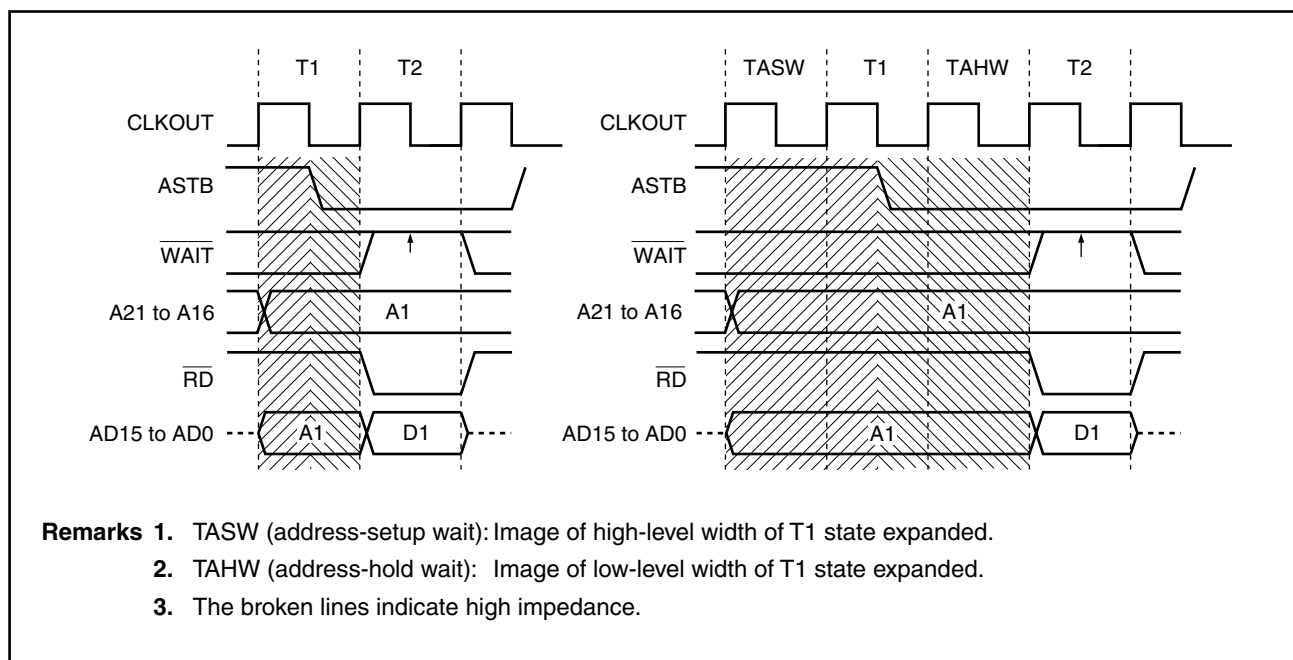 T1 T2
CLKOUT
ASTB
WAIT
A21 to A16 A1
RD
AD15 to AD0 A1 D1
TASW T1 TAHW T2
CLKOUT
ASTB
WAIT
A21 to A16 A1
RD
AD15 to AD0 A1 D1
Remarks 1. TASW (address-setup wait): Image of high-level width of T1 state expanded.
2. TAHW (address-hold wait): Image of low-level width of T1 state expanded.
3. The broken lines indicate high impedance.